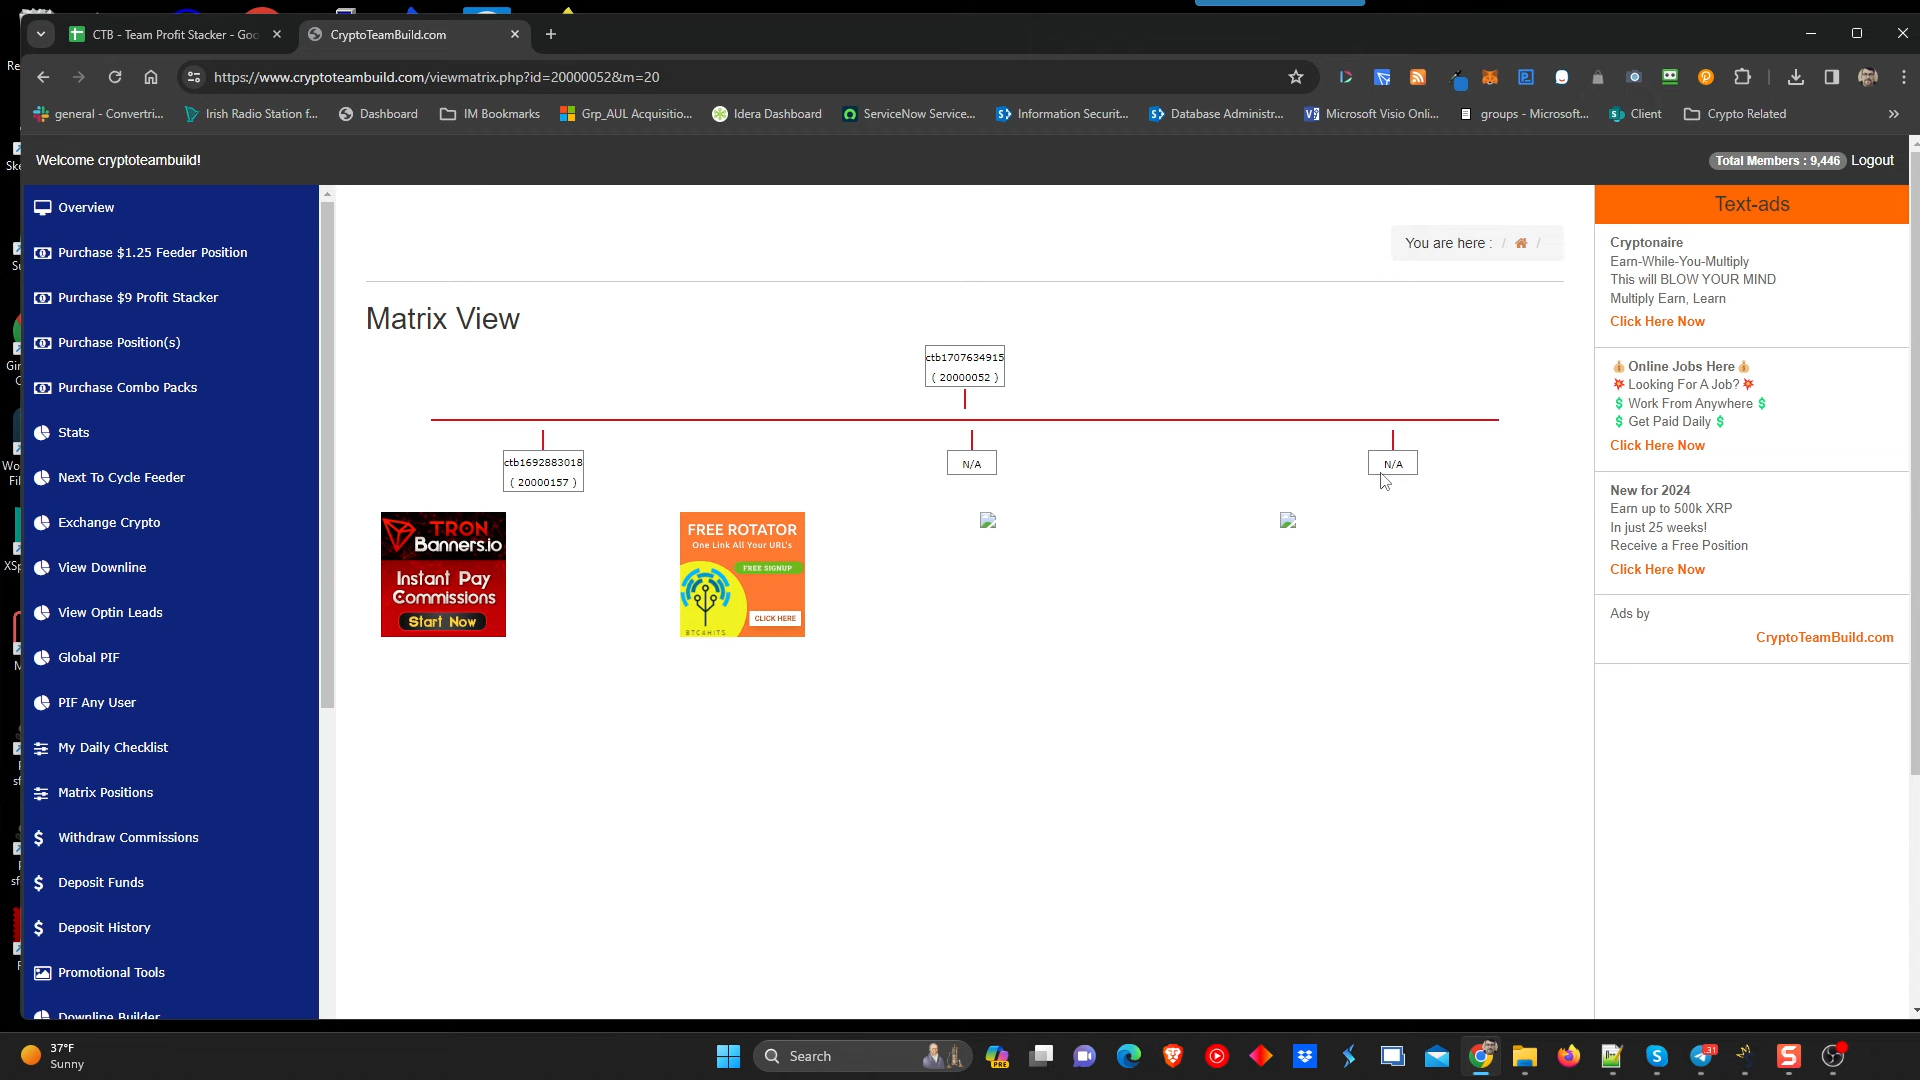 CTB - Team Profit Stacker - Goo
CryptoTeamBuild.com
https://www.cryptoteambuild.com/viewmatrix.php?id=20000052&m=20
general - Convertri...
Irish Radio Station f...
Dashboard
IM Bookmarks
Grp_AUL Acquisitio...
Idera Dashboard
ServiceNow Service...
Information Securit...
Database Administr...
Microsoft Visio Onli...
groups - Microsoft...
Client
Crypto Related
Welcome cryptoteambuild!
Total Members : 9,446
Logout
Overview
Purchase $1.25 Feeder Position
Purchase $9 Profit Stacker
Purchase Position(s)
Purchase Combo Packs
Stats
Next To Cycle Feeder
Exchange Crypto
View Downline
View Optin Leads
Global PIF
PIF Any User
My Daily Checklist
Matrix Positions
Withdraw Commissions
Deposit Funds
Deposit History
Promotional Tools
Downline Builder
You are here : / /
Matrix View
ctb1707634915
( 20000052 )
ctb1692883018
( 20000157 )
N/A
N/A
TRON
Banners.io
Instant Pay
Commissions
Start Now
FREE ROTATOR
One Link All Your URL's
FREE SIGNUP
CLICK HERE
BTC4HITS
Text-ads
Cryptonaire
Earn-While-You-Multiply
This will BLOW YOUR MIND
Multiply Earn, Learn
Click Here Now
💰Online Jobs Here💰
💥Looking For A Job?💥
💲Work From Anywhere💲
💲Get Paid Daily💲
Click Here Now
New for 2024
Earn up to 500k XRP
In just 25 weeks!
Receive a Free Position
Click Here Now
Ads by
CryptoTeamBuild.com
37°F
Sunny
Search
PRE
31